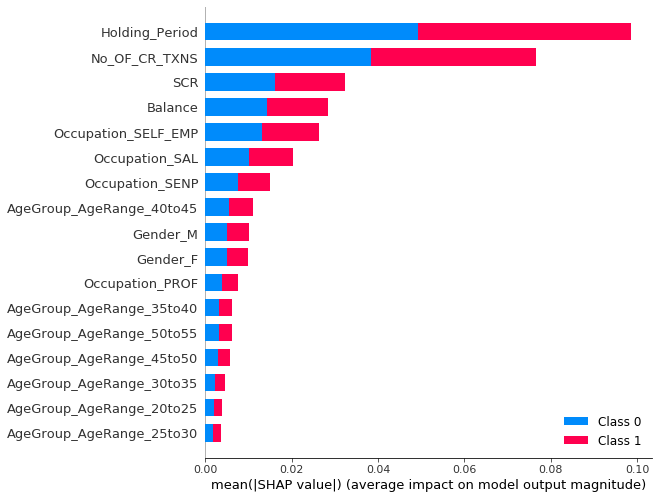 Holding_Period
No_OF_CR_TXNS
SCR
Balance
Occupation_SELF_EMP
Occupation_SAL
Occupation_SENP
AgeGroup_AgeRange_40to45
Gender_M
Gender_F
Occupation_PROF
AgeGroup_AgeRange_35to40
AgeGroup_AgeRange_50to55
AgeGroup_AgeRange_45to50
AgeGroup_AgeRange_30to35
AgeGroup_AgeRange_20to25
AgeGroup_AgeRange_25to30
Class 0
Class 1
0.00 0.02 0.04 0.06 0.08 0.10
mean(|SHAP value|) (average impact on model output magnitude)